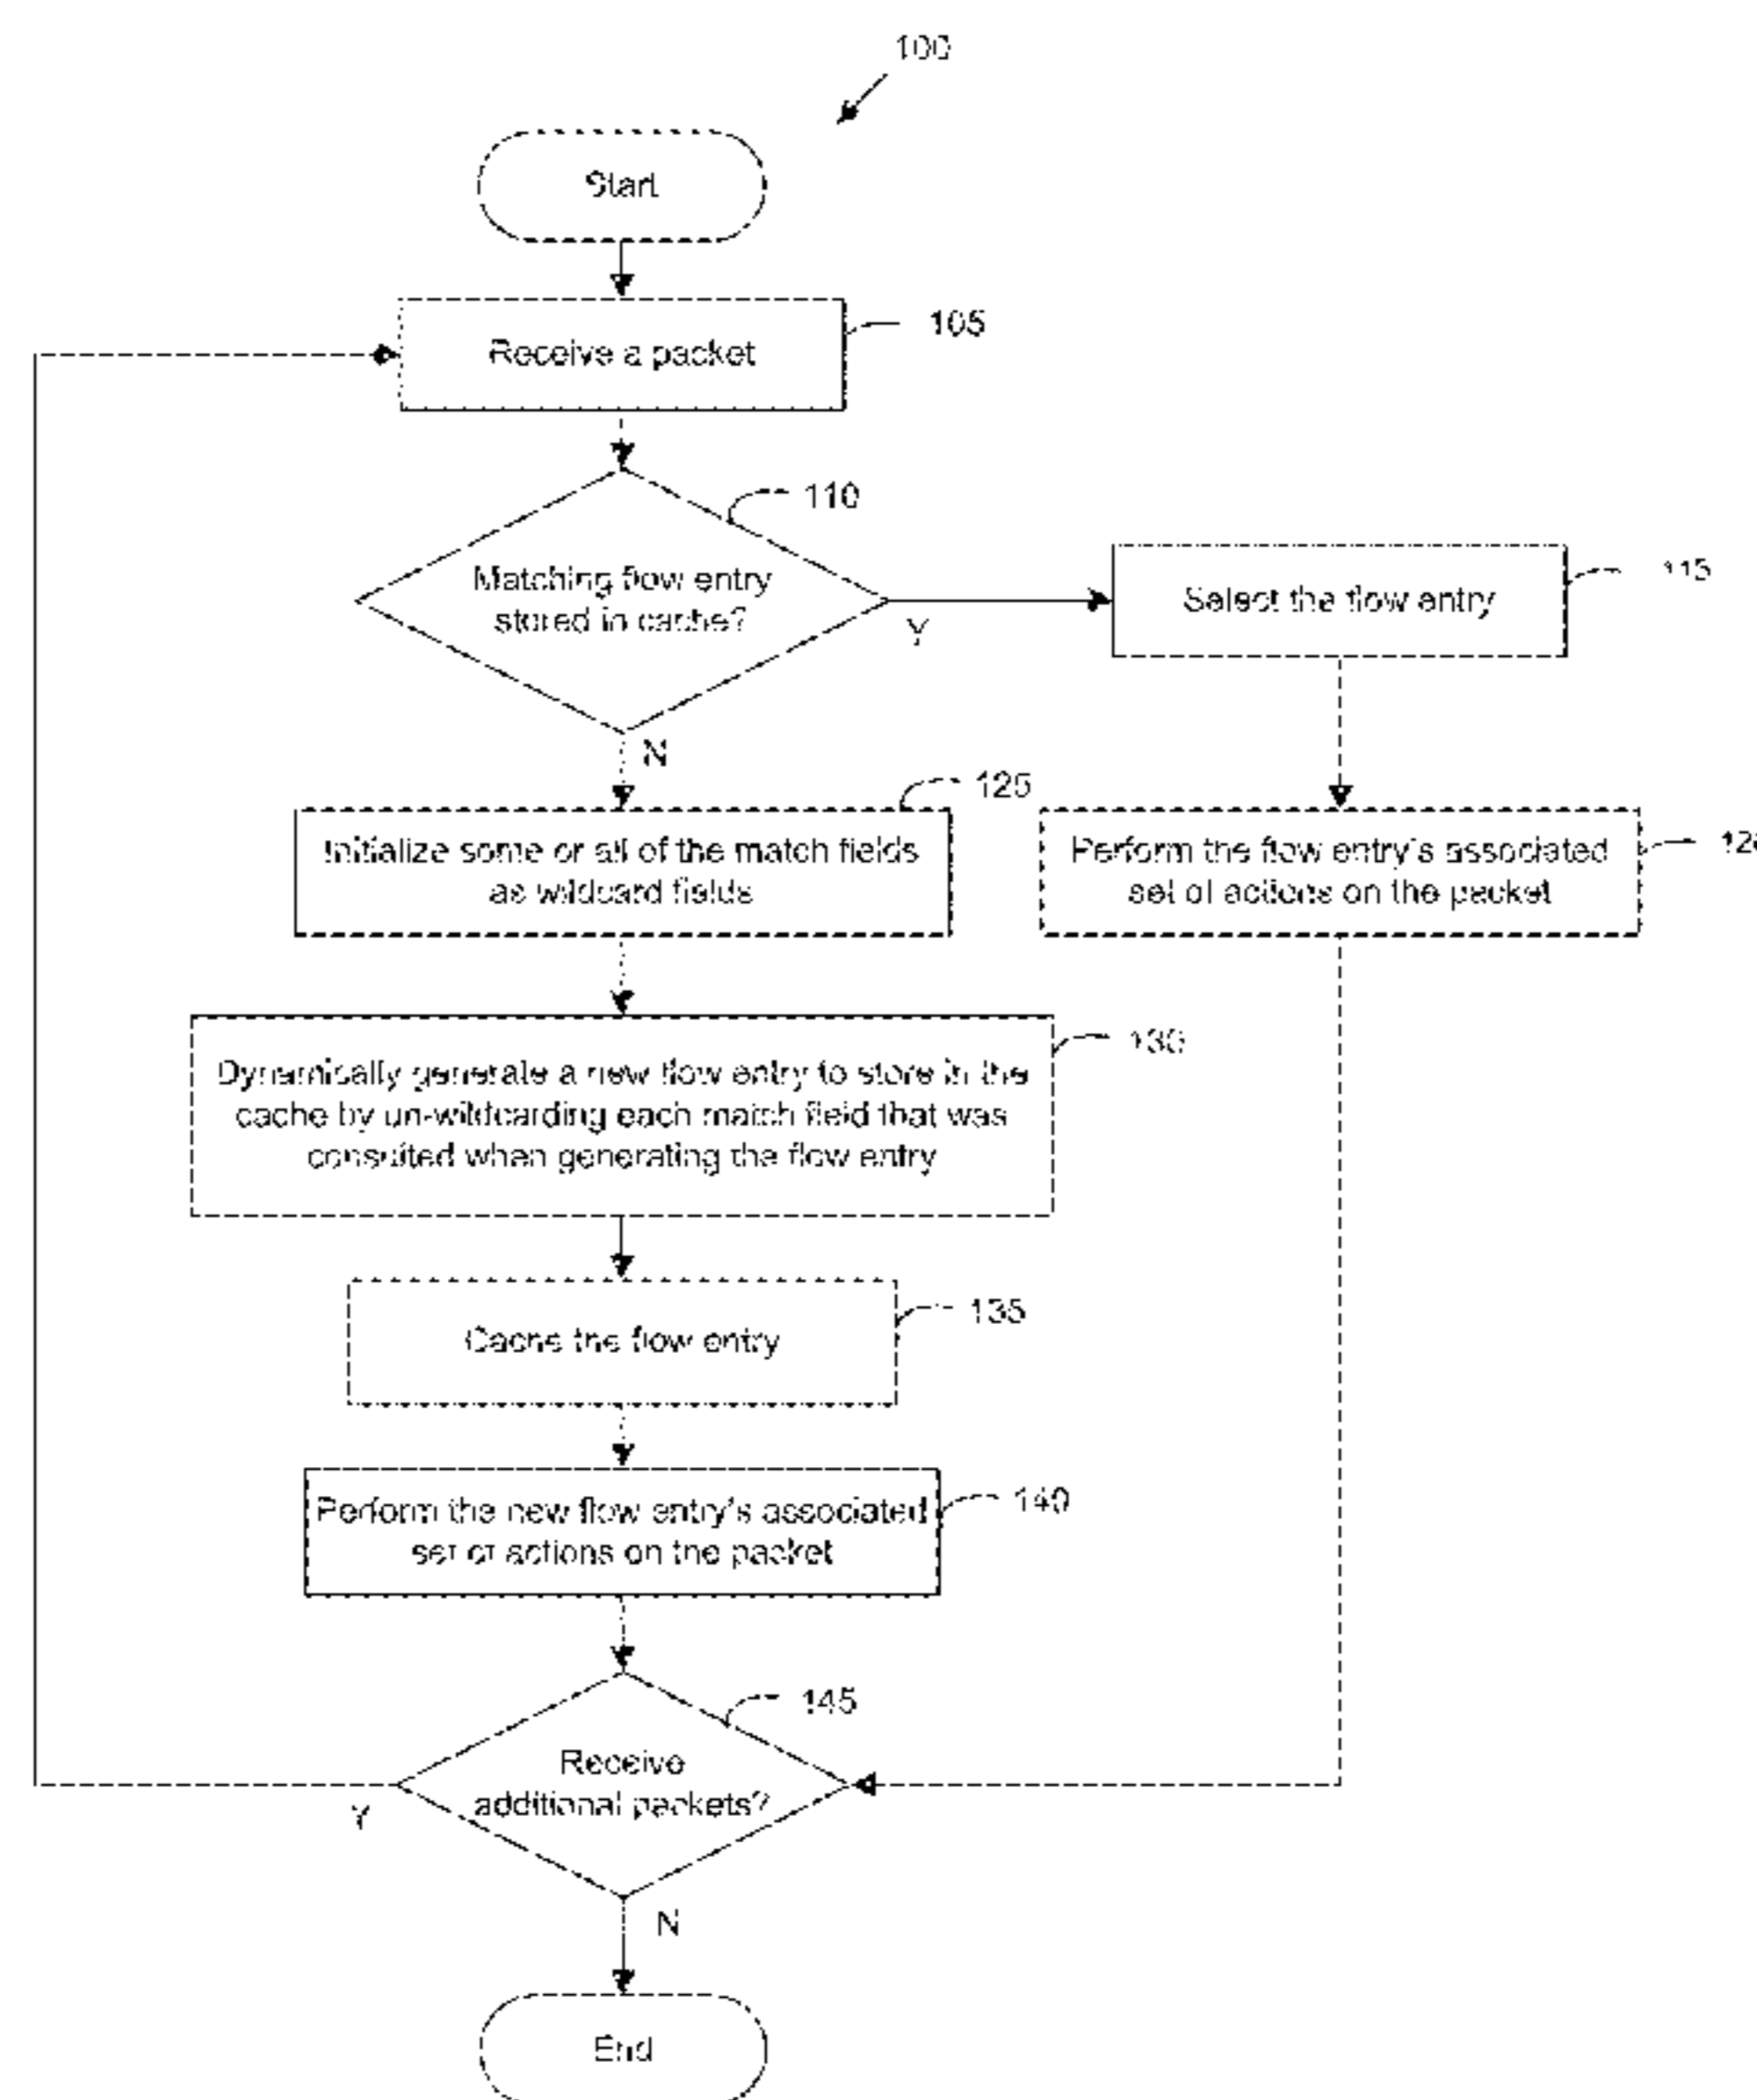 100
Start
Receive a packet
105
110
Matching flow entry
stored in cache?
Y
Select the flow entry
115
N
125
Initialize some or all of the match fields
as wildcard fields
Perform the flow entry's associated
set of actions on the packet
Dynamically generate a new flow entry to store in the
cache by un-wildcarding each match field that was
consulted when generating the flow entry
130
Cache the flow entry
135
Perform the new flow entry's associated
set of actions on the packet
140
145
Receive
additional packets?
Y
N
End